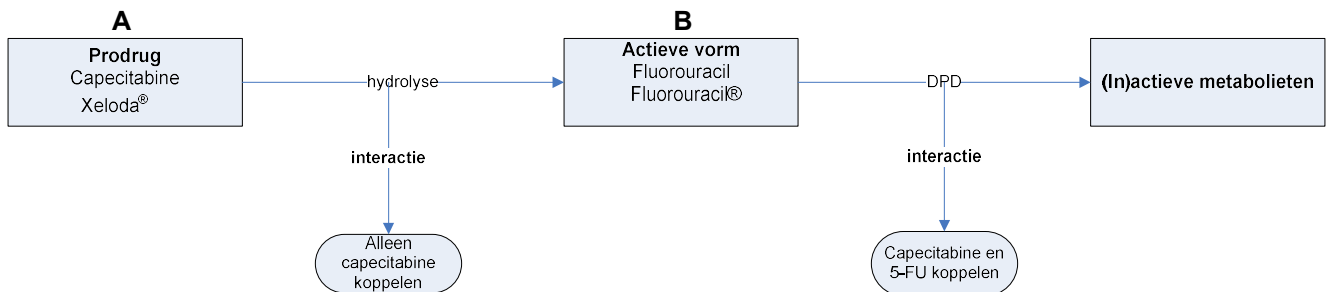 A
B
Prodrug
Capecitabine
Xeloda®
hydrolyse
Actieve vorm
Fluorouracil
Fluorouracil®
DPD
(In)actieve metabolieten
interactie
interactie
Alleen
capecitabine
koppelen
Capecitabine en
5-FU koppelen